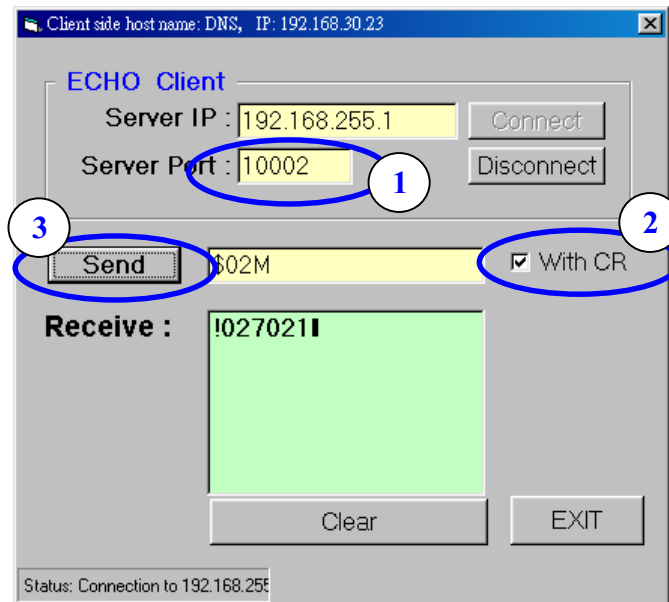 Client side host name: DNS, IP: 192.168.30.23
ECHO Client
Server IP : 192.168.255.1 Connect
Server Port : 10002 Disconnect
1
3
2
Send $02M With CR
Receive : !027021
Clear EXIT
Status: Connection to 192.168.255